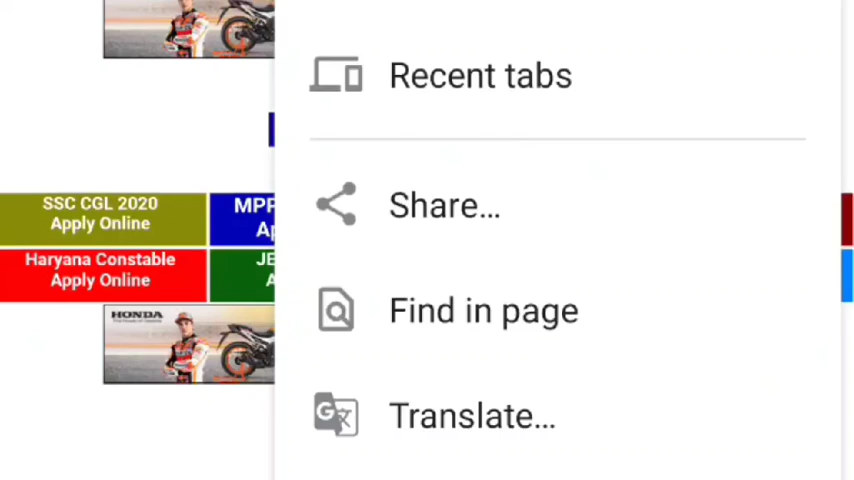 Recent tabs
SSC CGL 2020
Apply Online
Share...
Haryana Constable
Apply Online
HONDA
Find in page
Translate...